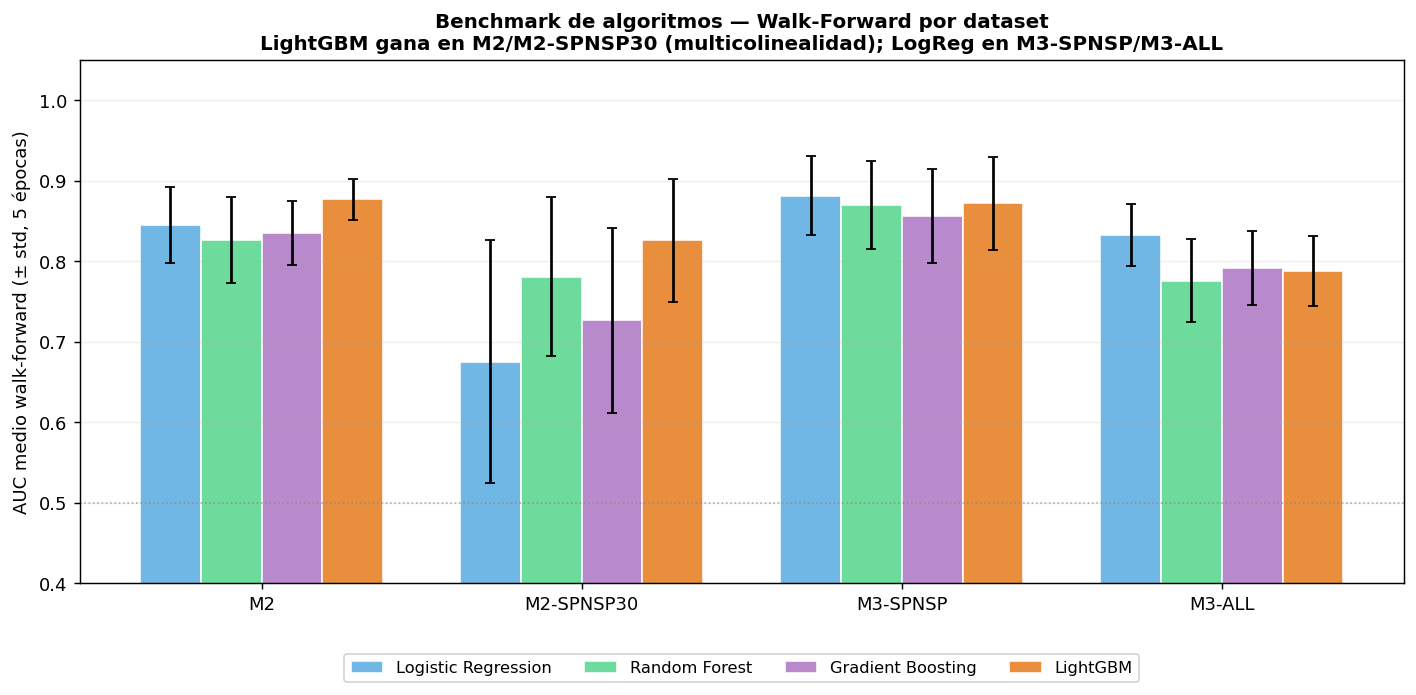 Benchmark de algoritmos — Walk-Forward por dataset
LightGBM gana en M2/M2-SPNSP30 (multicolinealidad); LogReg en M3-SPNSP/M3-ALL
AUC medio walk-forward (± std, 5 épocas)
1.0
0.9
0.8
0.7
0.6
0.5
0.4
M2
M2-SPNSP30
M3-SPNSP
M3-ALL
Logistic Regression
Random Forest
Gradient Boosting
LightGBM